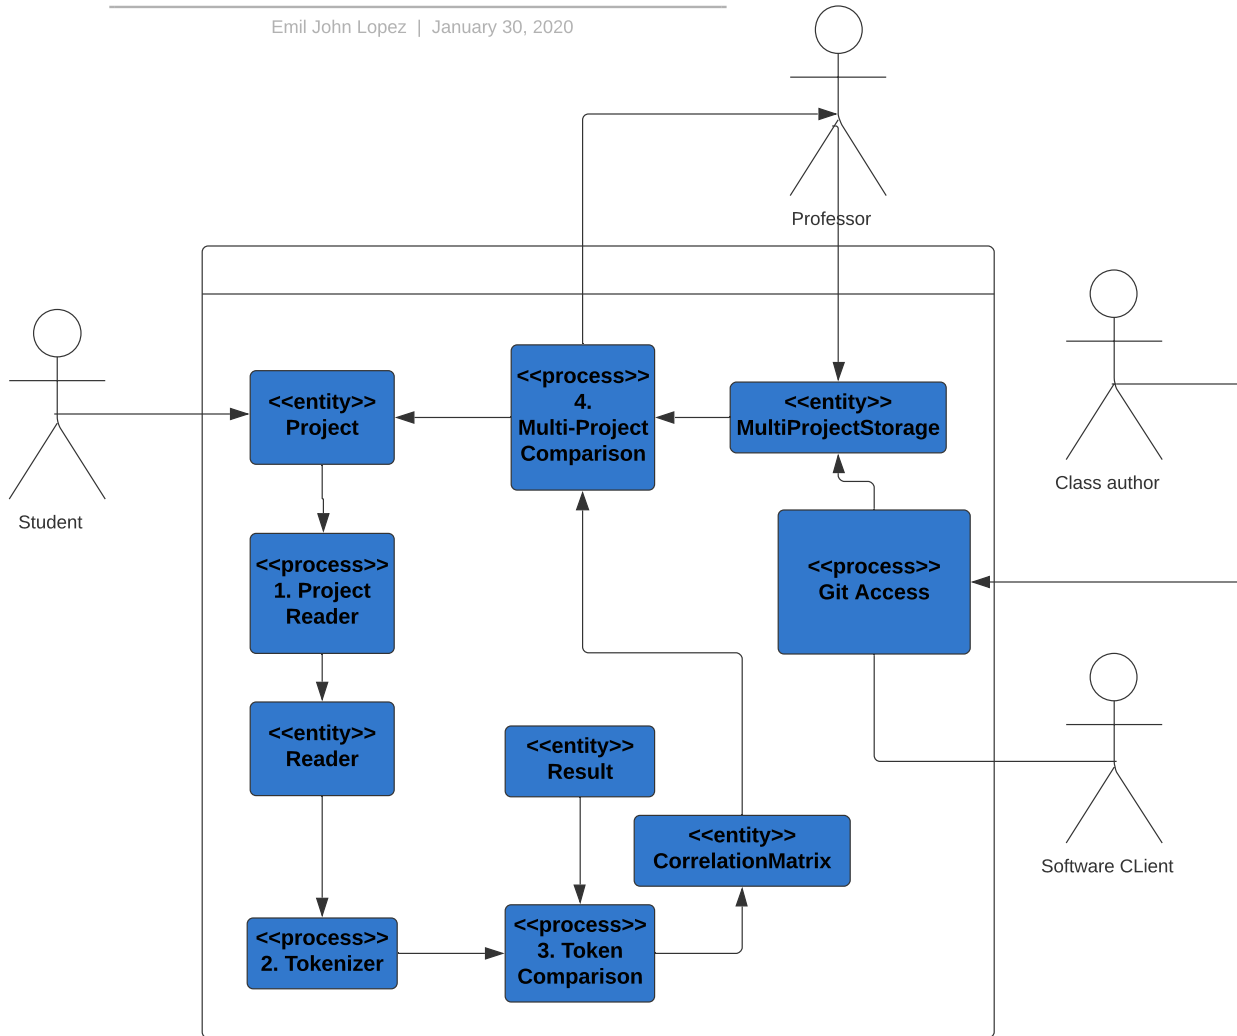 Emil John Lopez | January 30, 2020
Professor
<<process>>
4.
Multi-Project
Comparison
<<entity>>
Project
<<entity>>
MultiProjectStorage
Class author
Student
<<process>>
1. Project
Reader
<<process>>
Git Access
<<entity>>
Reader
<<entity>>
Result
<<entity>>
CorrelationMatrix
Software CLient
<<process>>
2. Tokenizer
<<process>>
3. Token
Comparison